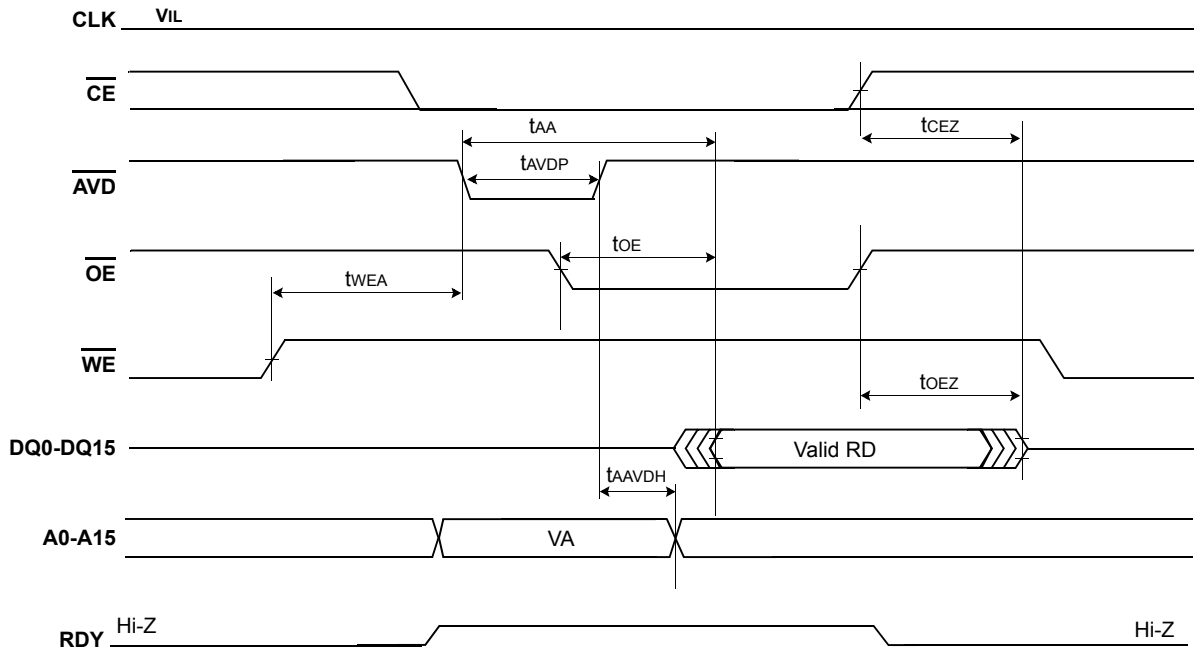 CLK VIL
CE
tAA tCEZ
AVD tAVDP
OE tOE
tWEA
WE
tOEZ
DQ0-DQ15 Valid RD
tAAVDH
A0-A15 VA
RDY Hi-Z Hi-Z